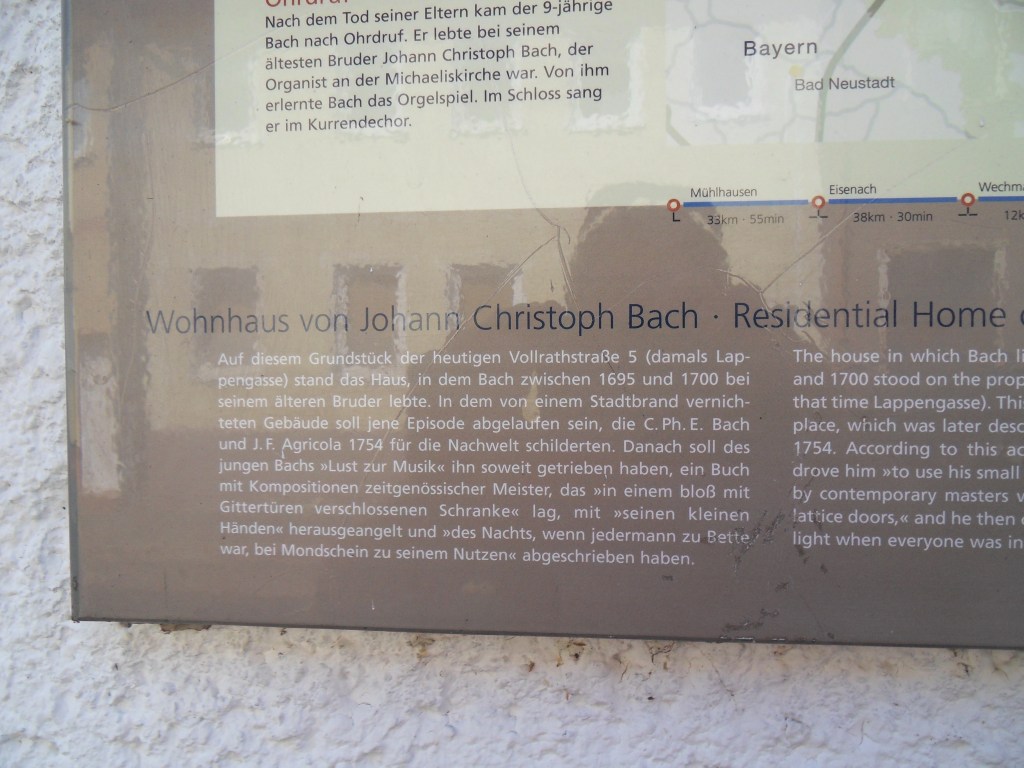 Ohrdruf
Nach dem Tod seiner Eltern kam der 9-jährige
Bach nach Ohrdruf. Er lebte bei seinem
ältesten Bruder Johann Christoph Bach, der
Organist an der Michaeliskirche war. Von ihm
erlernte Bach das Orgelspiel. Im Schloss sang
er im Kurrendechor.
Bayern
Bad Neustadt
Mühlhausen
Eisenach
Wechma
33km · 55min
38km · 30min
12k
Wohnhaus von Johann Christoph Bach · Residential Home
Auf diesem Grundstück der heutigen Vollrathstraße 5 (damals Lap-
pengasse) stand das Haus, in dem Bach zwischen 1695 und 1700 bei
seinem älteren Bruder lebte. In dem von einem Stadtbrand vernich-
teten Gebäude soll jene Episode abgelaufen sein, die C. Ph. E. Bach
und J. F. Agricola 1754 für die Nachwelt schilderten. Danach soll des
jungen Bachs »Lust zur Musik« ihn soweit getrieben haben, ein Buch
mit Kompositionen zeitgenössischer Meister, das »in einem bloß mit
Gittertüren verschlossenen Schranke« lag, mit »seinen kleinen
Händen« herausgeangelt und »des Nachts, wenn jedermann zu Bette
war, bei Mondschein zu seinem Nutzen« abgeschrieben haben.
The house in which Bach li
and 1700 stood on the prop
that time Lappengasse). This
place, which was later desc
1754. According to this ac
drove him »to use his small
by contemporary masters w
lattice doors,« and he then
light when everyone was in